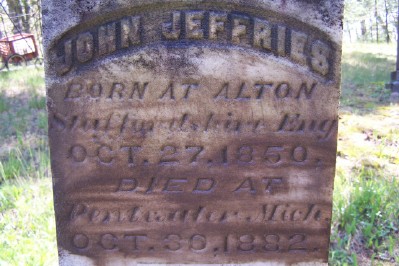 JOHN JEFFRIES
BORN AT ALTON
Staffordshire Eng
OCT. 27. 1850.
DIED AT
Pentwater Mich.
OCT. 30, 1882.